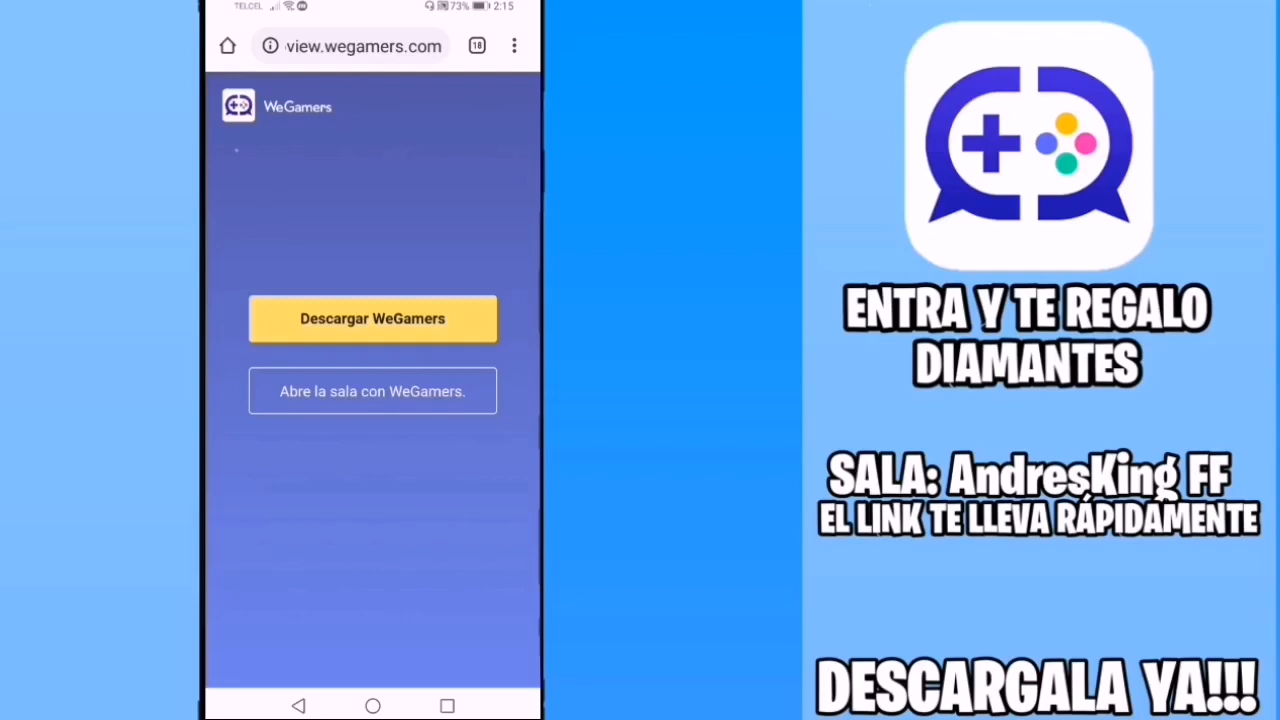 TELCEL 73% 2:15
view.wegamers.com 18
WeGamers
Descargar WeGamers
Abre la sala con WeGamers.
ENTRA Y TE REGALO
DIAMANTES
SALA: AndresKing FF
EL LINK TE LLEVA RÁPIDAMENTE
DESCARGALA YA!!!